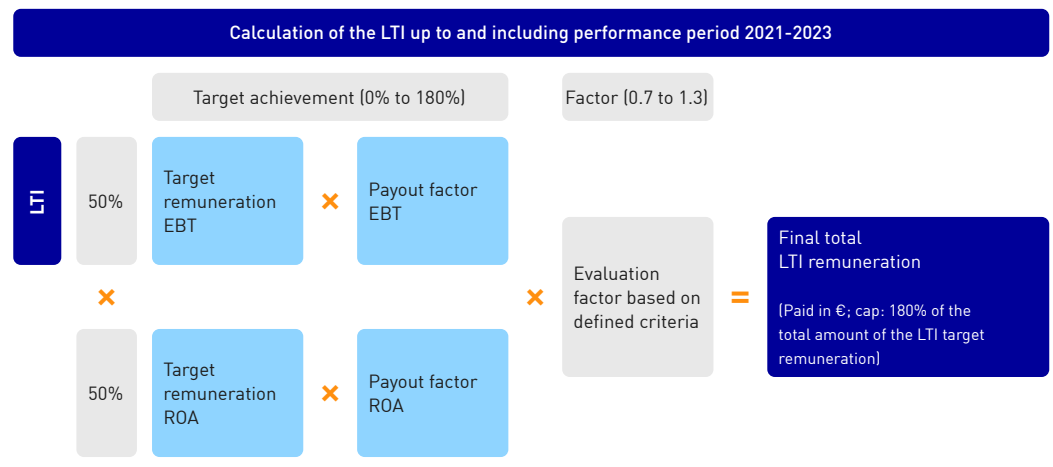 Calculation of the LTI up to and including performance period 2021-2023
Target achievement (0% to 180%)
Factor (0.7 to 1.3)
LTI
50%
Target
remuneration
EBT
×
Payout factor
EBT
×
50%
Target
remuneration
ROA
×
Payout factor
ROA
×
Evaluation
factor based on
defined criteria
=
Final total
LTI remuneration
(Paid in €; cap: 180% of the
total amount of the LTI target
remuneration)